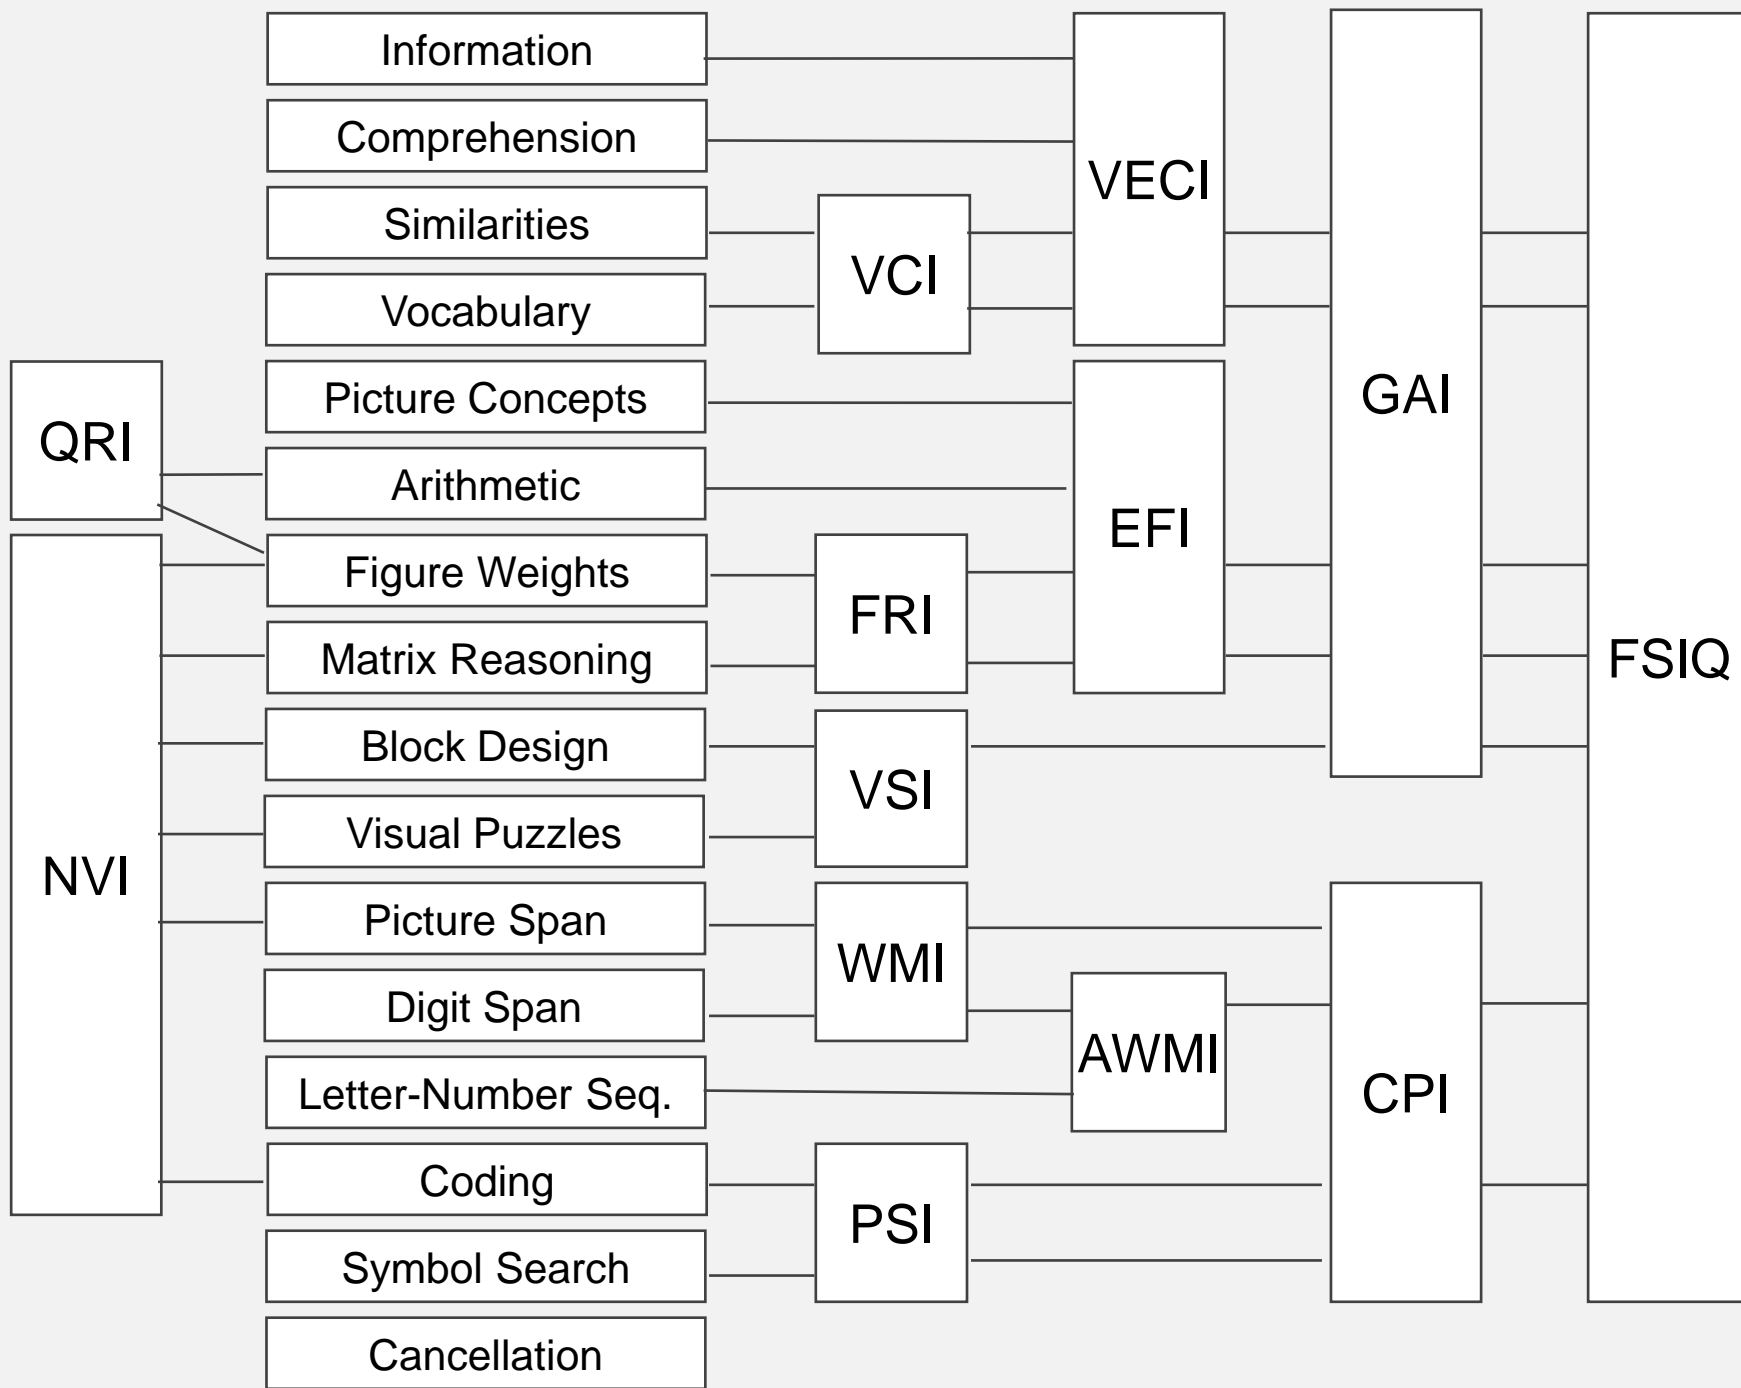 Information
Comprehension
Similarities
Vocabulary
Picture Concepts
Arithmetic
Figure Weights
Matrix Reasoning
Block Design
Visual Puzzles
Picture Span
Digit Span
Letter-Number Seq.
Coding
Symbol Search
Cancellation
QRI
NVI
VCI
FRI
VSI
WMI
PSI
VECI
EFI
AWMI
GAI
CPI
FSIQ